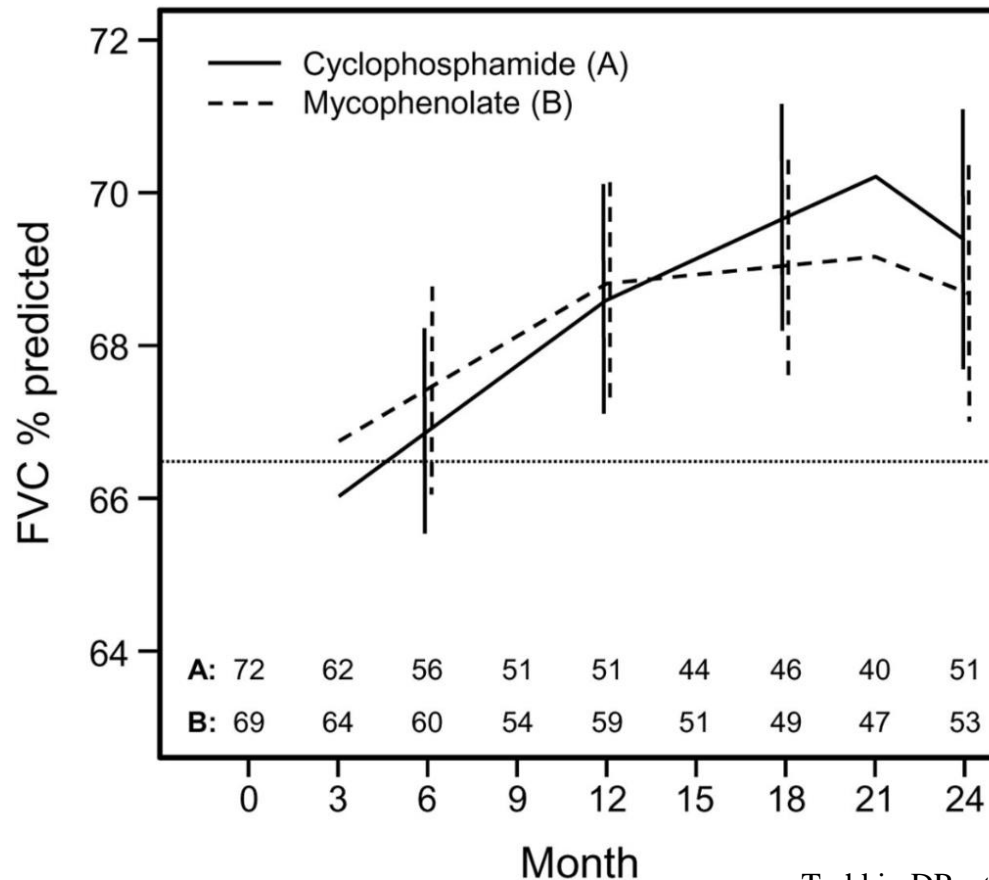 72
Cyclophosphamide (A)
Mycophenolate (B)
70
FVC % predicted
68
66
64
A: 72 62 56 51 51 44 46 40 51
B: 69 64 60 54 59 51 49 47 53
0 3 6 9 12 15 18 21 24
Month